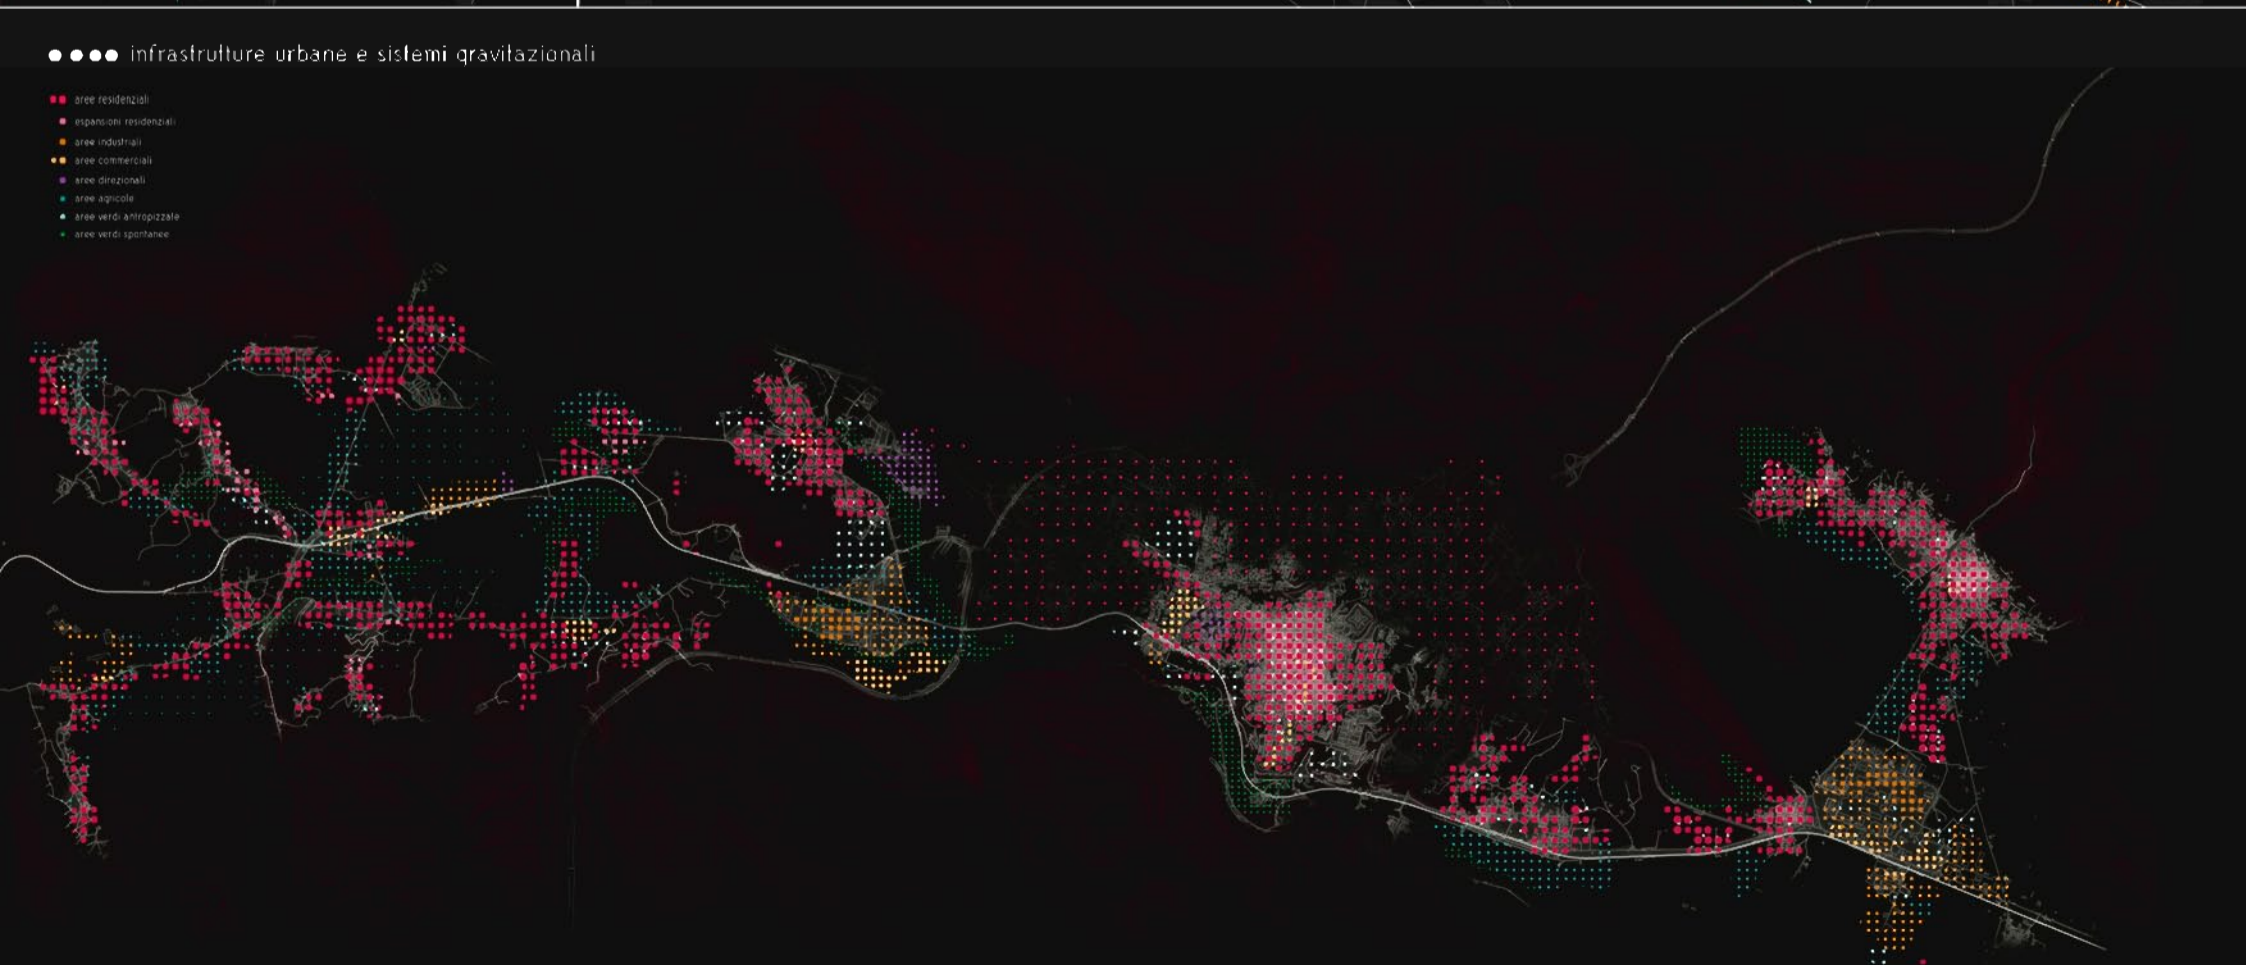 infrastrutture urbane e sistemi gravitazionali
aree residenziali
espansioni residenziali
aree industriali
aree commerciali
aree direzionali
aree agricole
aree verdi antropizzate
aree verdi spontanee